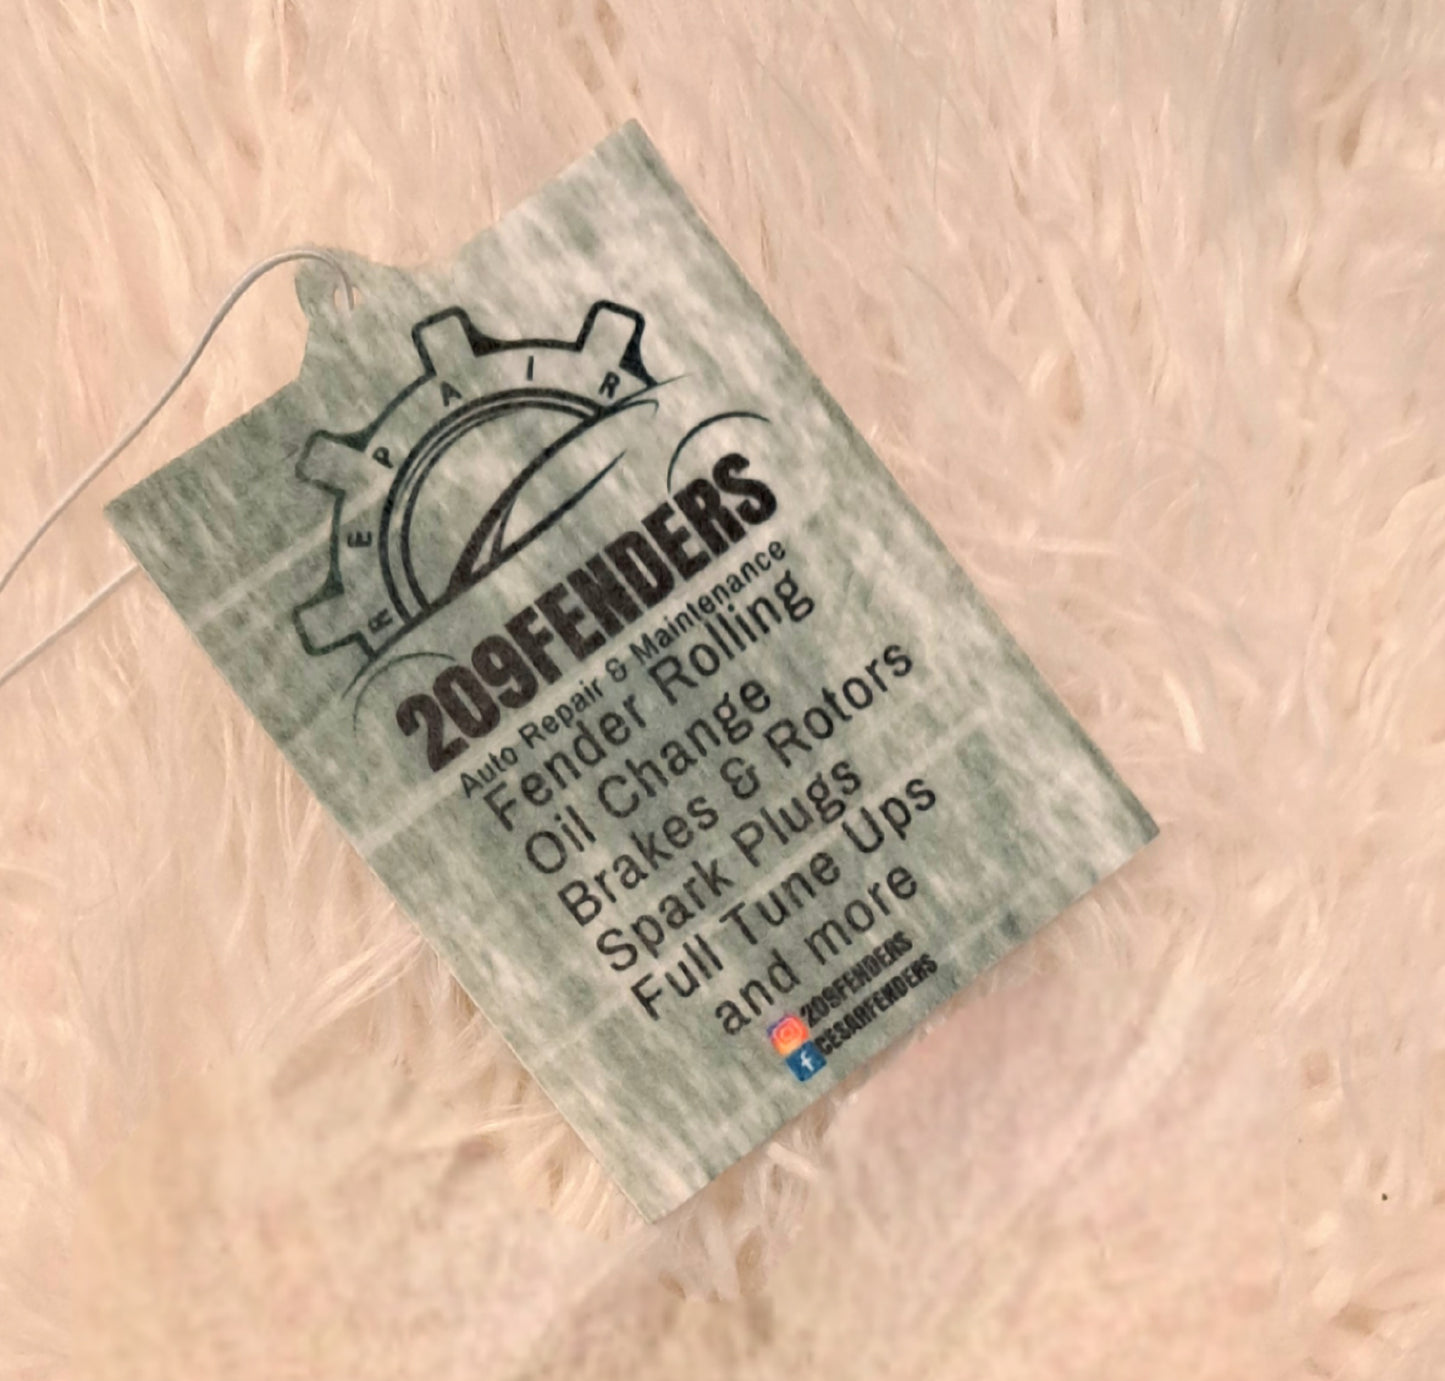 REPAIR
209FENDERS
Auto Repair & Maintenance
Fender Rolling
Oil Change
Brakes & Rotors
Spark Plugs
Full Tune Ups
and more
209FENDERS
f CESARFENDERS